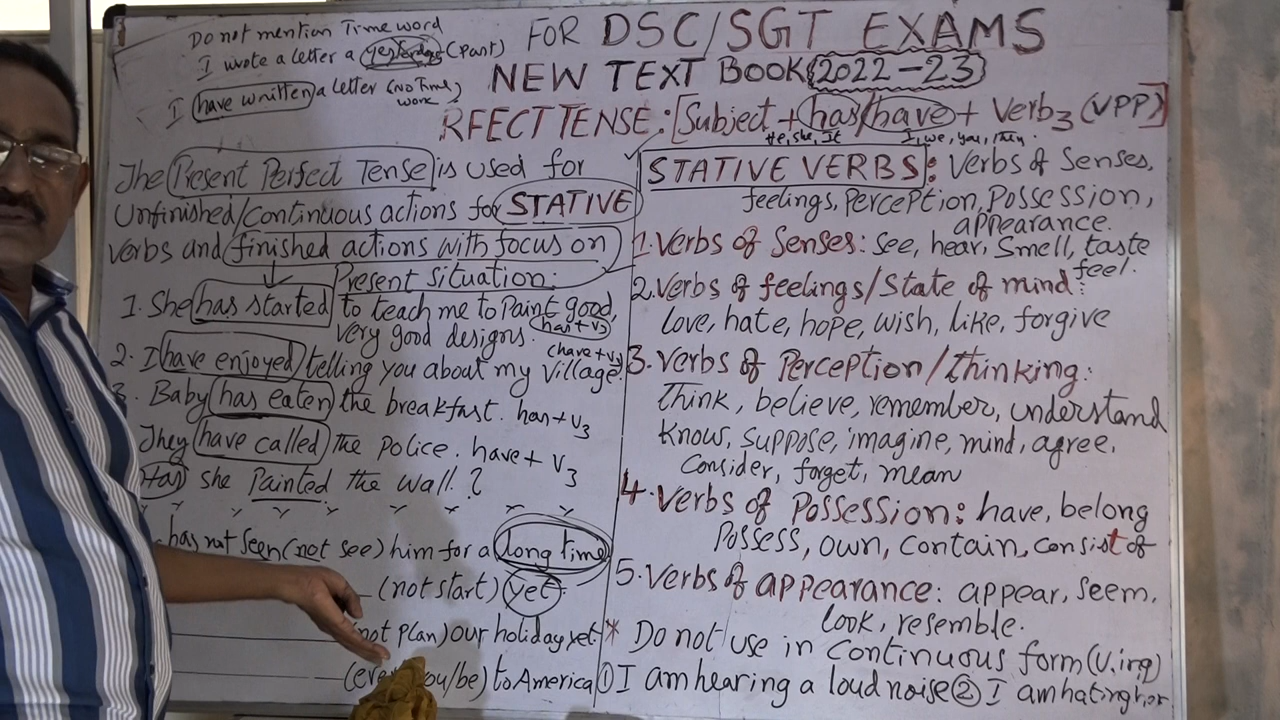 Do not mention Time word
I wrote a letter a yesterday (Past)
I have written a letter (No Time
work
FOR DSC/SGT EXAMS
NEW TEXT BOOK 2022-23
RFECT TENSE: [Subject + has/have + Verb3 (VPP)]
He, she, It I, we, you, they.
The Present Perfect Tense is used for
Unfinished/continuous actions for STATIVE
verbs and finished actions with focus on
Present situation:
1. She has started to teach me to Paint good,
very good designs. (has+v3
(have+v3
2. I have enjoyed telling you about my village
3. Baby has eaten the breakfast. has+v3
They have called the Police. have + v3
Has she Painted the wall?
has not seen (not see) him for a long time
(not start) yet
(not plan) our holiday yet
you/be) to America
STATIVE VERBS: Verbs of Senses,
feelings, Perception, Possession,
appearance.
1. Verbs of Senses: see, hear, Smell, taste
feel.
2. Verbs of feelings/State of mind:
love, hate, hope, wish, like, forgive
3. Verbs of Perception/thinking:
think, believe, remember, understand
know, suppose, imagine, mind, agree,
Consider, forget, mean
4. Verbs of Possession: have, belong
Possess, own, contain, consist of
5. Verbs of appearance: appear, seem,
look, resemble.
* Do not use in continuous form (V.ing)
① I am hearing a loud noise ② I am hating her